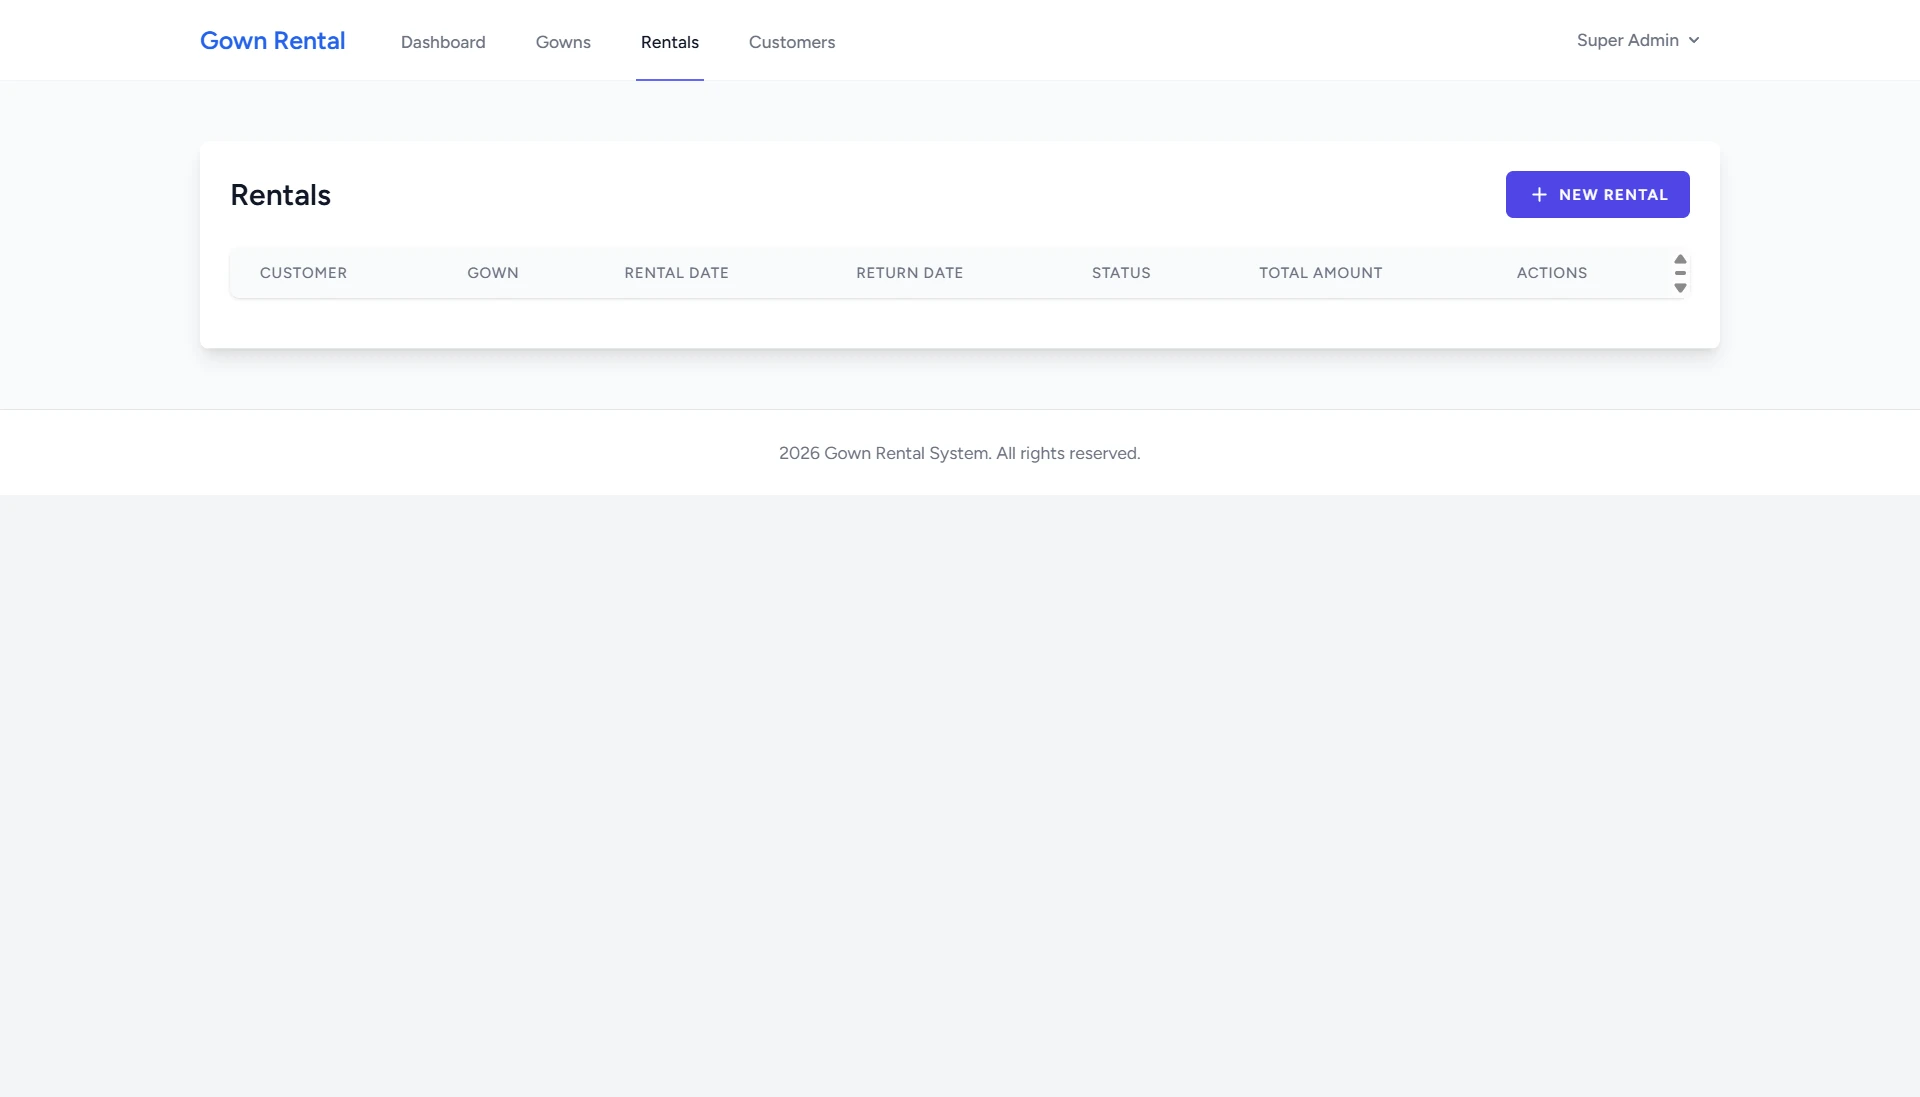 Gown Rental Dashboard Gowns Rentals Customers Super Admin
Rentals NEW RENTAL
CUSTOMER GOWN RENTAL DATE RETURN DATE STATUS TOTAL AMOUNT ACTIONS
2026 Gown Rental System. All rights reserved.